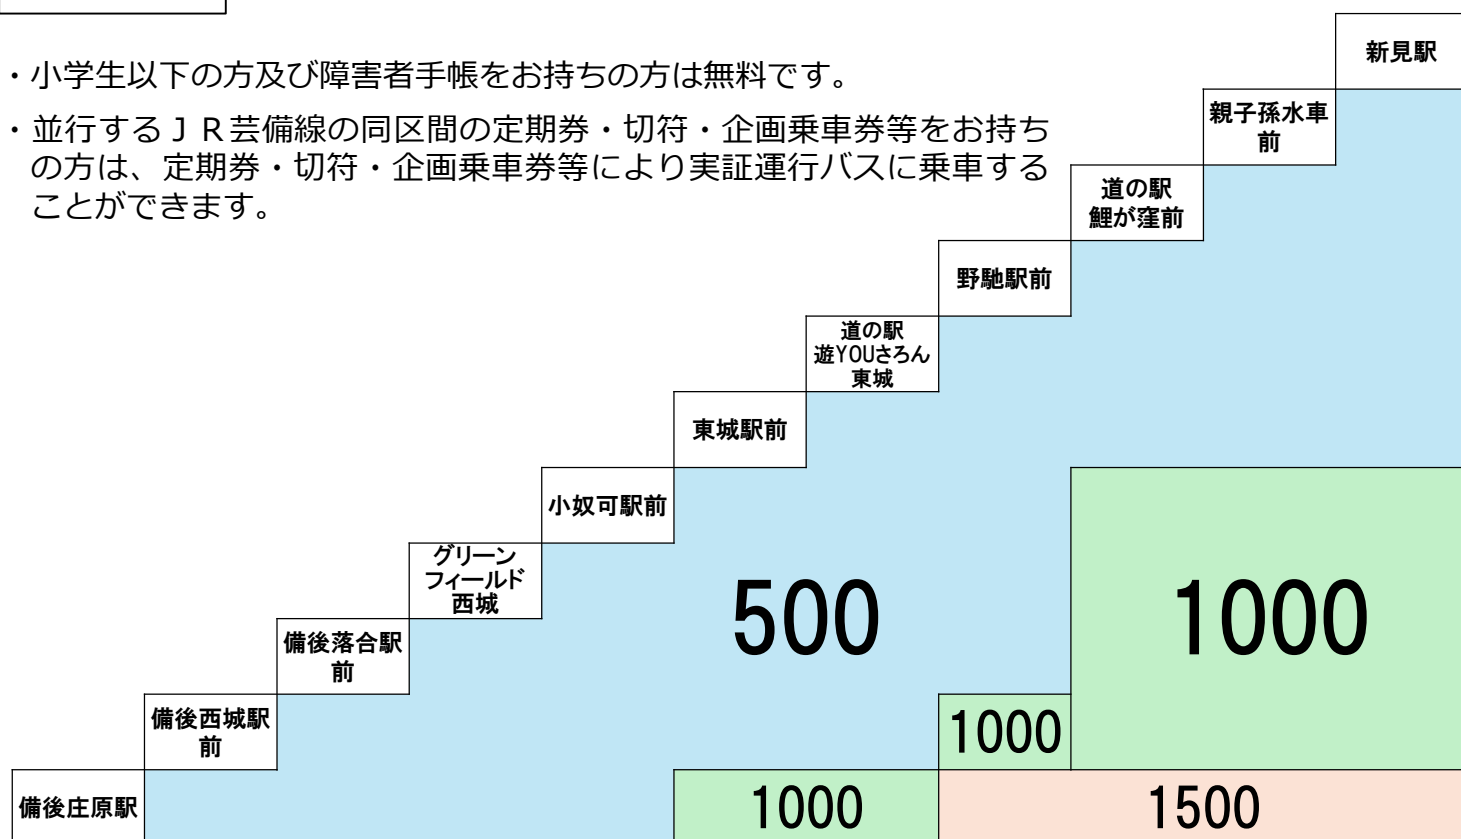 新見駅
・小学生以下の方及び障害者手帳をお持ちの方は無料です。
親子孫水車
前
・並行するＪＲ芸備線の同区間の定期券・切符・企画乗車券等をお持ち
の方は、定期券・切符・企画乗車券等により実証運行バスに乗車する
ことができます。
道の駅
鯉が窪前
野馳駅前
道の駅
遊YOUさろん
東城
東城駅前
小奴可駅前
グリーン
フィールド
西城
500
1000
備後落合駅
前
備後西城駅
前
1000
備後庄原駅
1000
1500